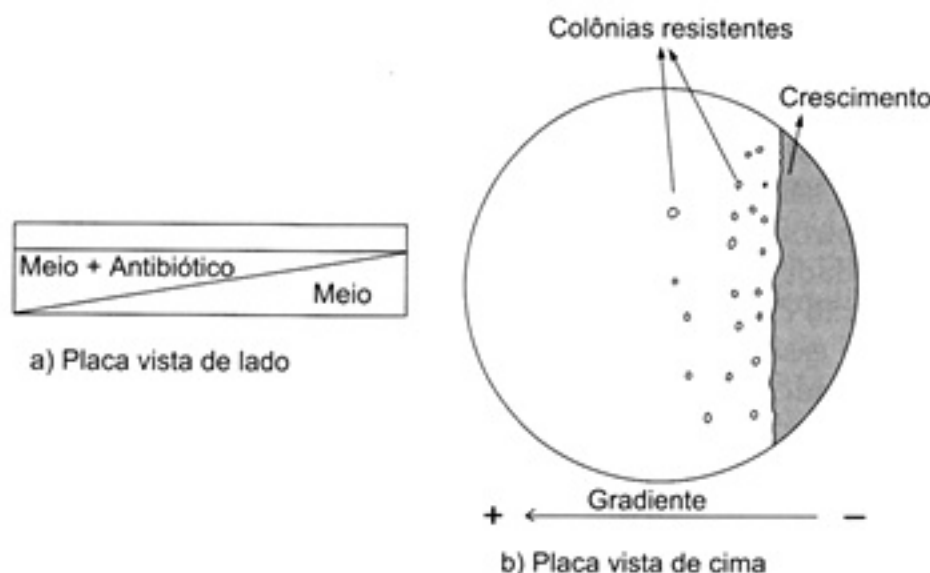 Colônias resistentes
Crescimento
Meio + Antibiótico
Meio
a) Placa vista de lado
Gradiente
+ −
b) Placa vista de cima